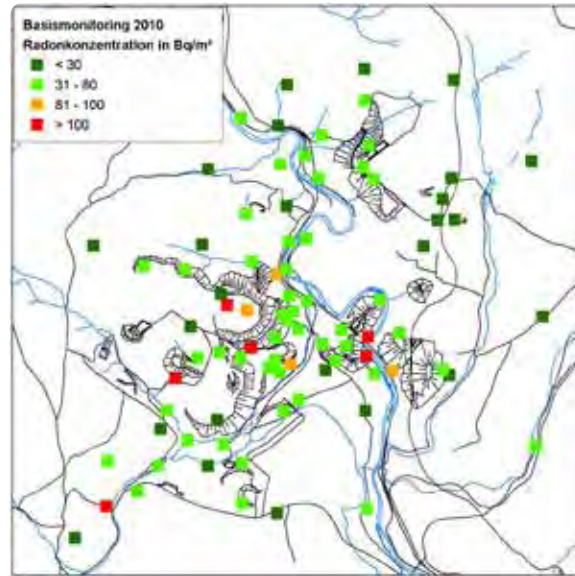 Basismonitoring 2010
Radonkonzentration in Bq/m³
< 30
31 - 80
81 - 100
> 100